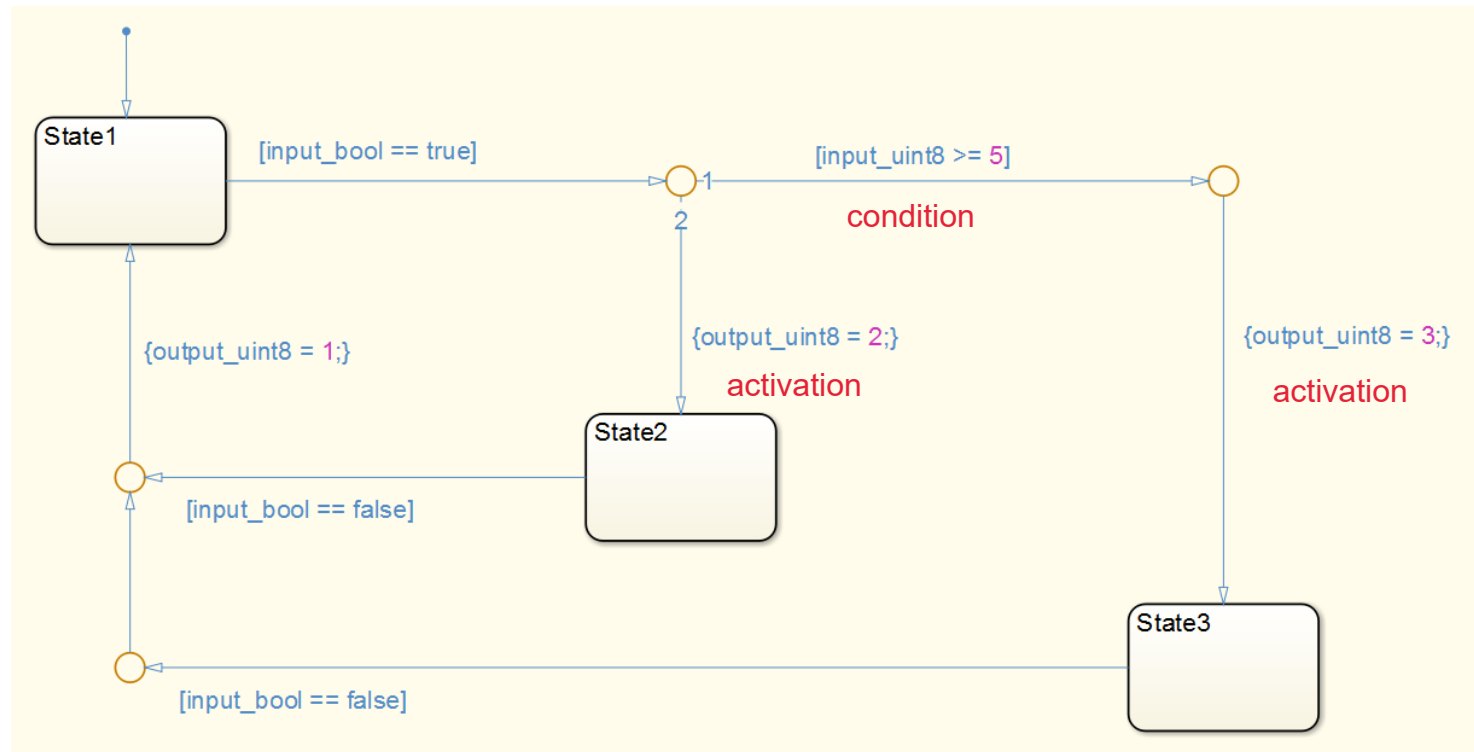 State1
[input_bool == true]
1
[input_uint8 >= 5]
condition
2
{output_uint8 = 1;}
{output_uint8 = 2;}
{output_uint8 = 3;}
activation
activation
State2
[input_bool == false]
State3
[input_bool == false]